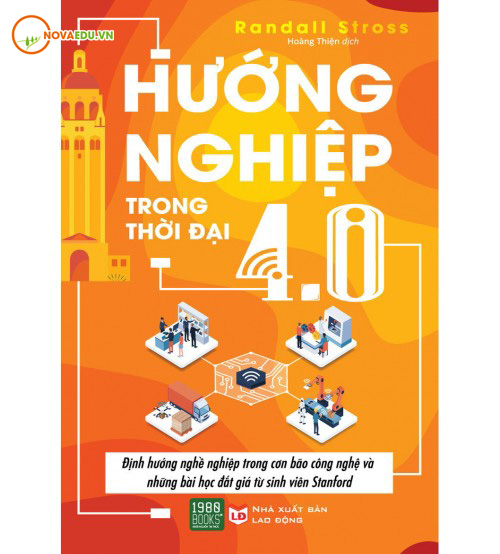 NOVAEDU.VN
Randall Stross
Hoàng Thiện dịch
HƯỚNG
NGHIỆP
TRONG
THỜI ĐẠI
4.0
Định hướng nghề nghiệp trong cơn bão công nghệ và
những bài học đắt giá từ sinh viên Stanford
1980
BOOKS
LĐ
NHÀ XUẤT BẢN
LAO ĐỘNG